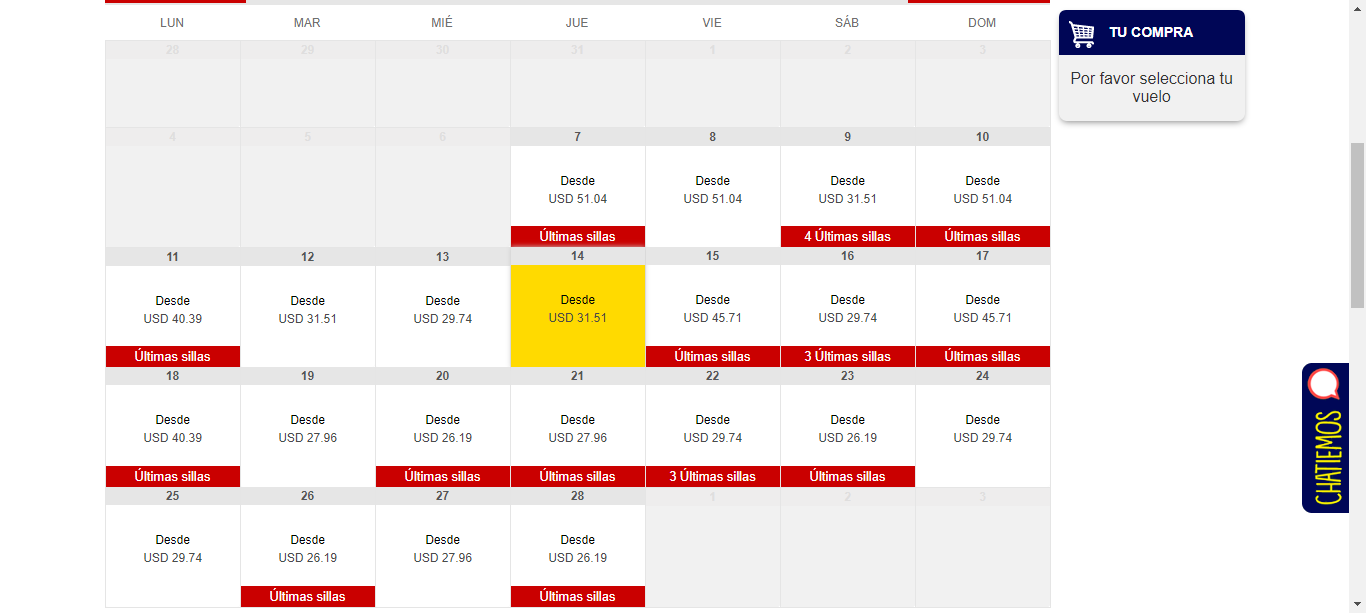 LUN MAR MIÉ JUE VIE SÁB DOM
TU COMPRA
Por favor selecciona tu
vuelo
28 29 30 31 1 2 3
4 5 6 7 8 9 10
Desde Desde Desde Desde
USD 51.04 USD 51.04 USD 31.51 USD 51.04
Últimas sillas 4 Últimas sillas Últimas sillas
11 12 13 14 15 16 17
Desde Desde Desde Desde Desde Desde Desde
USD 40.39 USD 31.51 USD 29.74 USD 31.51 USD 45.71 USD 29.74 USD 45.71
Últimas sillas Últimas sillas 3 Últimas sillas Últimas sillas
18 19 20 21 22 23 24
Desde Desde Desde Desde Desde Desde Desde
USD 40.39 USD 27.96 USD 26.19 USD 27.96 USD 29.74 USD 26.19 USD 29.74
Últimas sillas Últimas sillas Últimas sillas 3 Últimas sillas Últimas sillas
25 26 27 28 1 2 3
Desde Desde Desde Desde
USD 29.74 USD 26.19 USD 27.96 USD 26.19
Últimas sillas Últimas sillas
CHATIEMOS